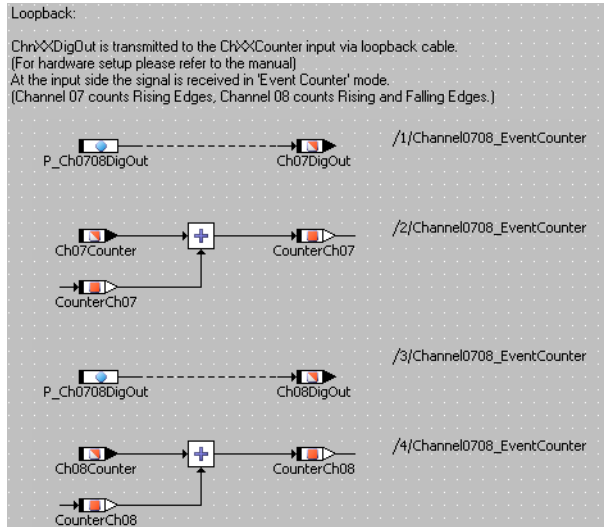 Loopback:
ChnXXDigOut is transmitted to the ChXXCounter input via loopback cable.
(For hardware setup please refer to the manual)
At the input side the signal is received in 'Event Counter' mode.
(Channel 07 counts Rising Edges, Channel 08 counts Rising and Falling Edges.)
/1/Channel0708_EventCounter
P_Ch0708DigOut
Ch07DigOut
/2/Channel0708_EventCounter
Ch07Counter
CounterCh07
CounterCh07
/3/Channel0708_EventCounter
P_Ch0708DigOut
Ch08DigOut
/4/Channel0708_EventCounter
Ch08Counter
CounterCh08
CounterCh08